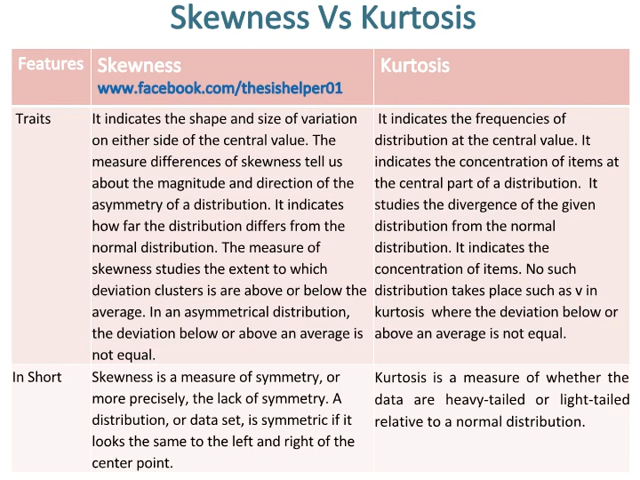 Skewness Vs Kurtosis
Features
Skewness
www.facebook.com/thesishelper01
Kurtosis
Traits
It indicates the shape and size of variation
on either side of the central value. The
measure differences of skewness tell us
about the magnitude and direction of the
asymmetry of a distribution. It indicates
how far the distribution differs from the
normal distribution. The measure of
skewness studies the extent to which
deviation clusters is are above or below the
average. In an asymmetrical distribution,
the deviation below or above an average is
not equal.
It indicates the frequencies of
distribution at the central value. It
indicates the concentration of items at
the central part of a distribution. It
studies the divergence of the given
distribution from the normal
distribution. It indicates the
concentration of items. No such
distribution takes place such as v in
kurtosis where the deviation below or
above an average is not equal.
In Short
Skewness is a measure of symmetry, or
more precisely, the lack of symmetry. A
distribution, or data set, is symmetric if it
looks the same to the left and right of the
center point.
Kurtosis is a measure of whether the
data are heavy-tailed or light-tailed
relative to a normal distribution.